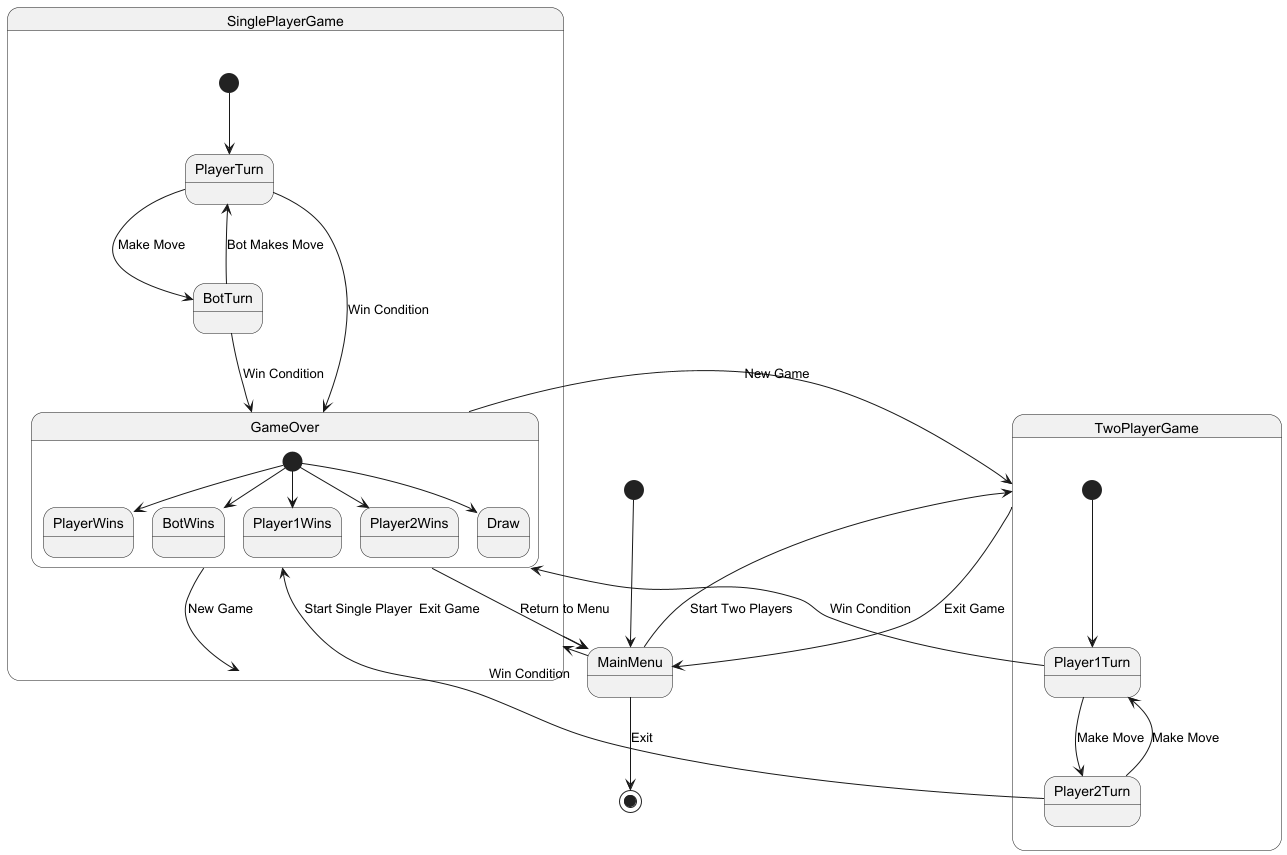 SinglePlayerGame
PlayerTurn
Make Move
Bot Makes Move
BotTurn
Win Condition
Win Condition
New Game
GameOver
TwoPlayerGame
PlayerWins
BotWins
Player1Wins
Player2Wins
Draw
New Game
Start Single Player
Exit Game
Return to Menu
Start Two Players
Win Condition
Exit Game
MainMenu
Player1Turn
Win Condition
Exit
Make Move
Make Move
Player2Turn